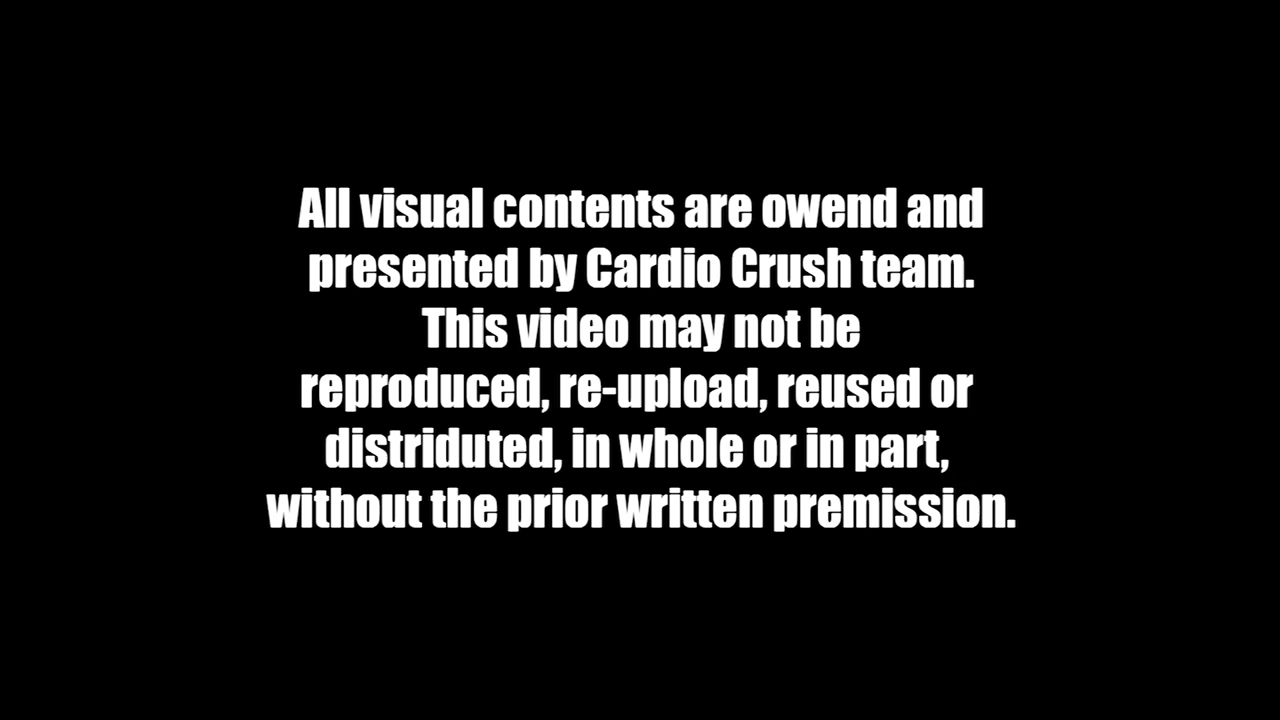 All visual contents are owend and
presented by Cardio Crush team.
This video may not be
reproduced, re-upload, reused or
distriduted, in whole or in part,
without the prior written premission.